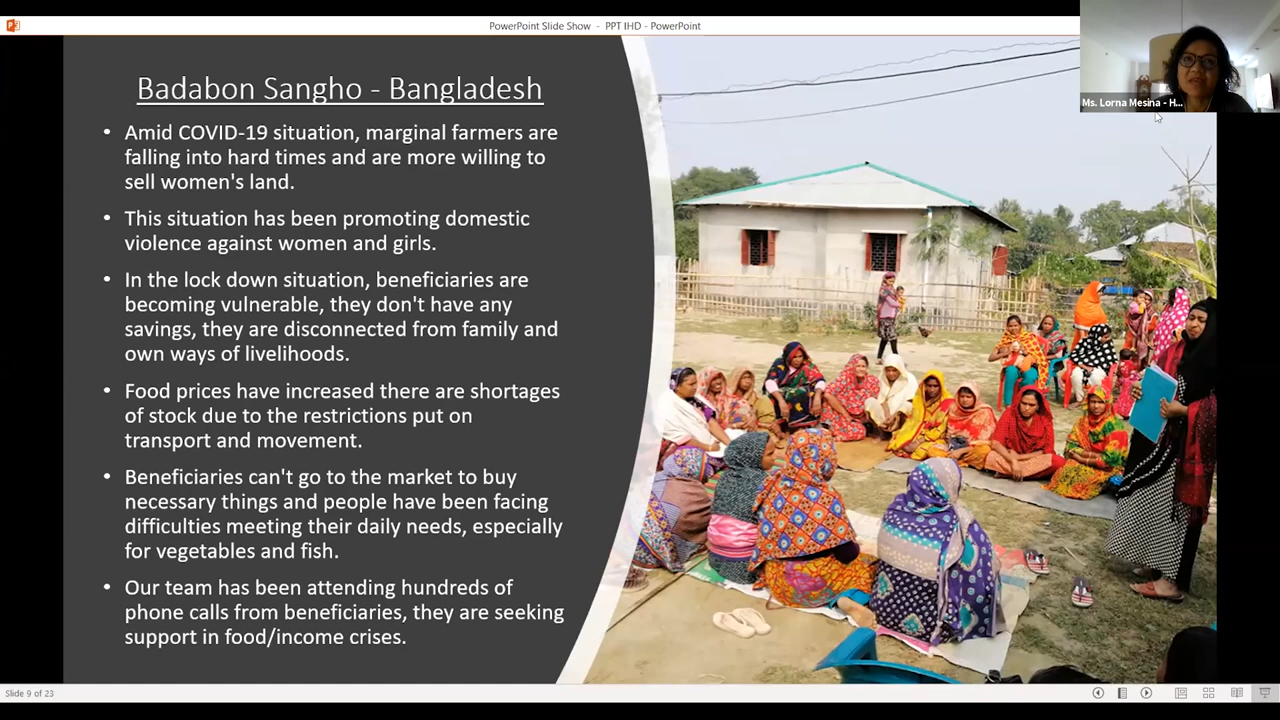 PowerPoint Slide Show - PPT IHD - PowerPoint
Ms. Lorna Mesina - H...
Badabon Sangho - Bangladesh
• Amid COVID-19 situation, marginal farmers are
falling into hard times and are more willing to
sell women's land.
• This situation has been promoting domestic
violence against women and girls.
• In the lock down situation, beneficiaries are
becoming vulnerable, they don't have any
savings, they are disconnected from family and
own ways of livelihoods.
• Food prices have increased there are shortages
of stock due to the restrictions put on
transport and movement.
• Beneficiaries can't go to the market to buy
necessary things and people have been facing
difficulties meeting their daily needs, especially
for vegetables and fish.
• Our team has been attending hundreds of
phone calls from beneficiaries, they are seeking
support in food/income crises.
Slide 9 of 23